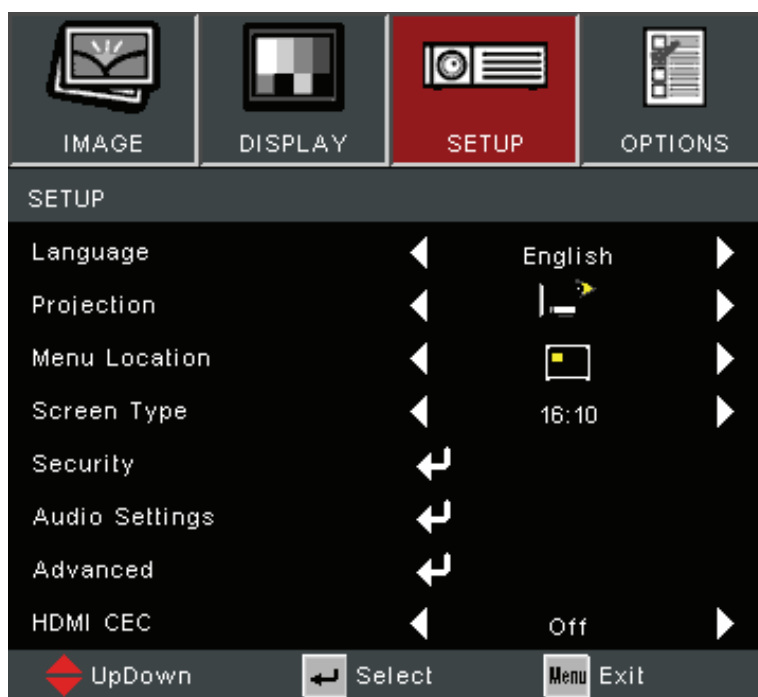 IMAGE DISPLAY SETUP OPTIONS
SETUP
Language English
Projection
Menu Location
Screen Type 16:10
Security
Audio Settings
Advanced
HDMI CEC Off
UpDown Select Menu Exit